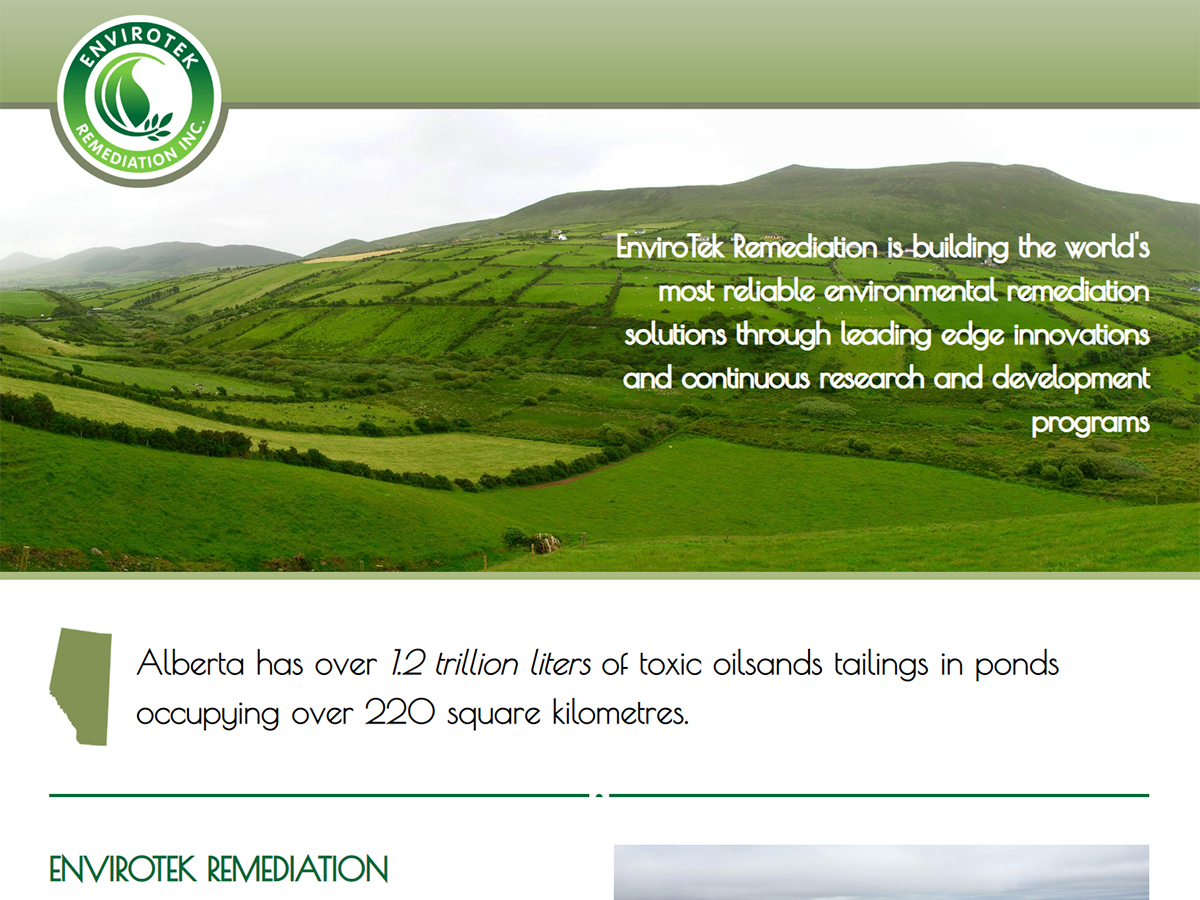 ENVIROTEK
REMEDIATION INC.
EnviroTek Remediation is building the world's
most reliable environmental remediation
solutions through leading edge innovations
and continuous research and development
programs
Alberta has over 1.2 trillion liters of toxic oilsands tailings in ponds
occupying over 220 square kilometres.
ENVIROTEK REMEDIATION